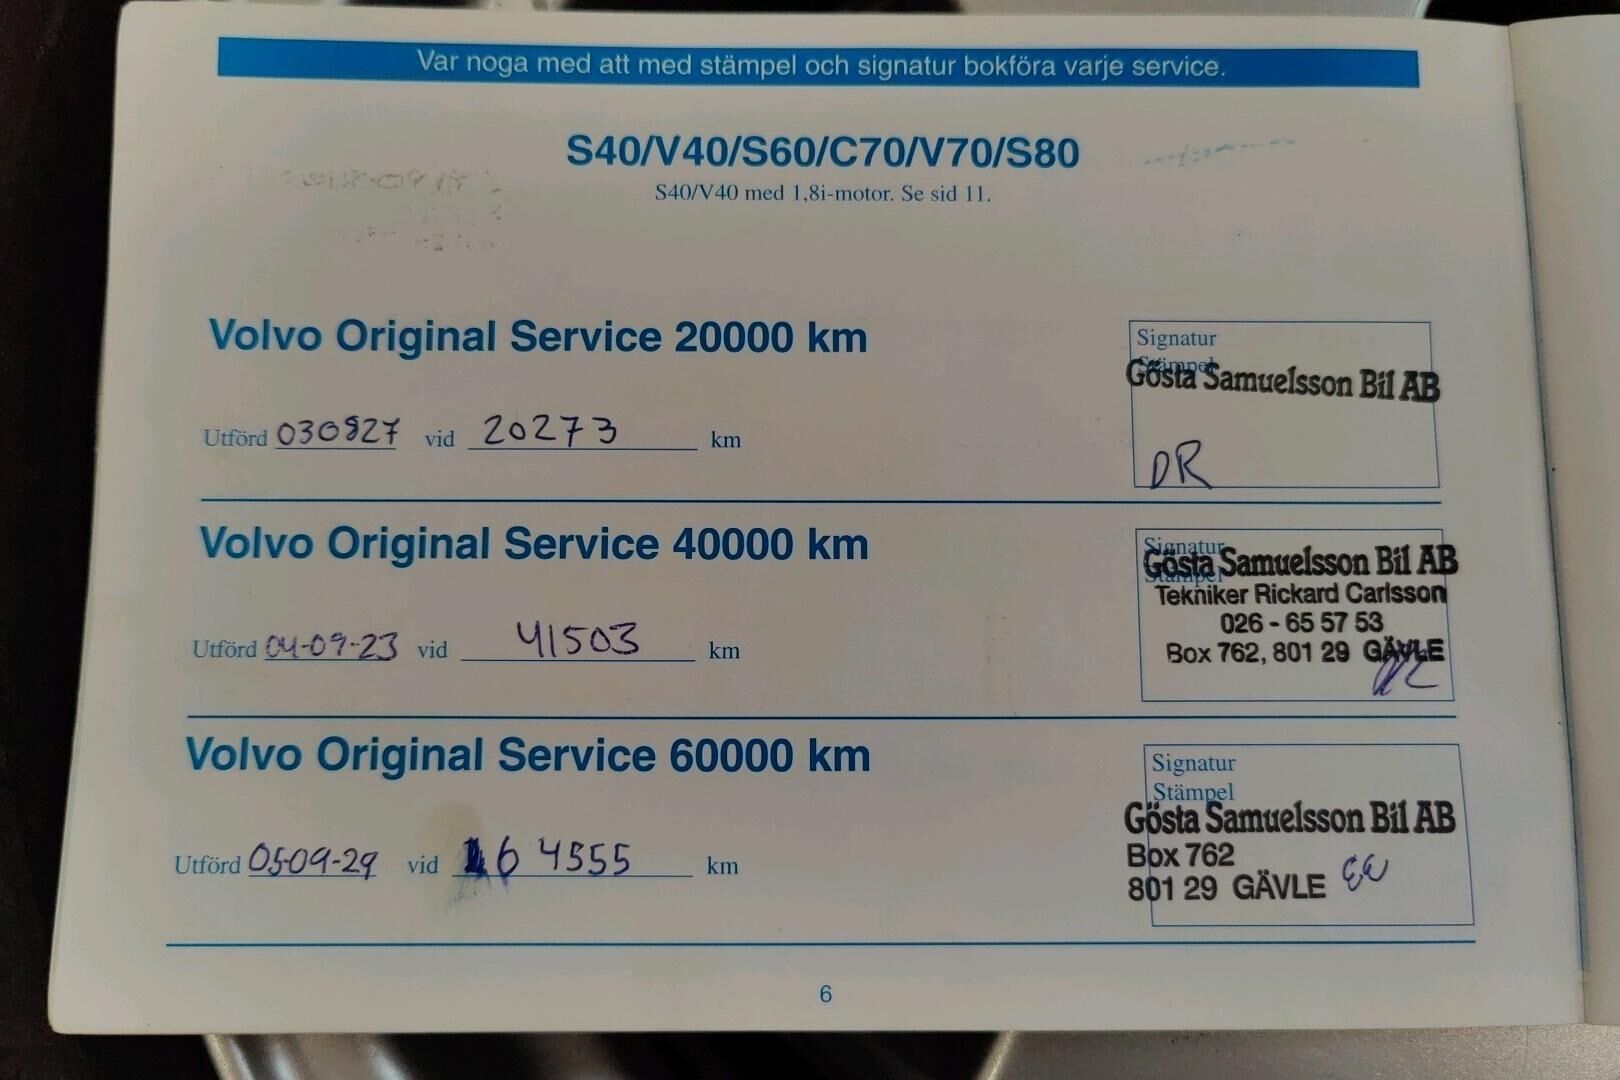 Var noga med att med stämpel och signatur bokföra varje service.
S40/V40/S60/C70/V70/S80
S40/V40 med 1,8i-motor. Se sid 11.
Volvo Original Service 20000 km
Utförd 030827 vid 20273 km
Signatur
Stämpel
Gösta Samuelsson Bil AB
DR
Volvo Original Service 40000 km
Utförd 04-09-23 vid 41503 km
Signatur
Stämpel
Gösta Samuelsson Bil AB
Tekniker Rickard Carlsson
026 - 65 57 53
Box 762, 801 29 GÄVLE
Volvo Original Service 60000 km
Utförd 05-09-29 vid 6 4555 km
Signatur
Stämpel
Gösta Samuelsson Bil AB
Box 762
801 29 GÄVLE
6